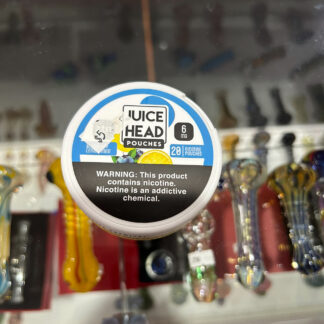 JUICE
HEAD
POUCHES
6
MG
20
WARNING: This product
contains nicotine.
Nicotine is an addictive
chemical.